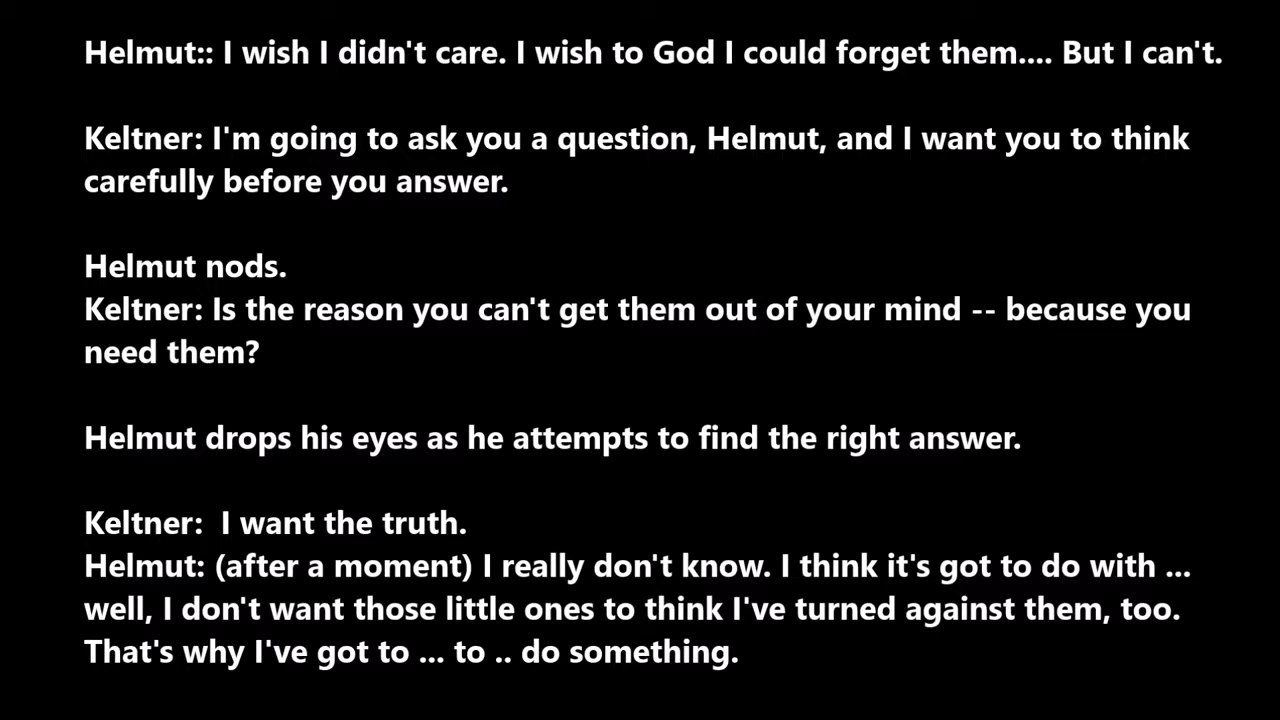 Helmut:: I wish I didn't care. I wish to God I could forget them.... But I can't.
Keltner: I'm going to ask you a question, Helmut, and I want you to think
carefully before you answer.
Helmut nods.
Keltner: Is the reason you can't get them out of your mind -- because you
need them?
Helmut drops his eyes as he attempts to find the right answer.
Keltner:  I want the truth.
Helmut: (after a moment) I really don't know. I think it's got to do with ...
well, I don't want those little ones to think I've turned against them, too.
That's why I've got to ... to .. do something.